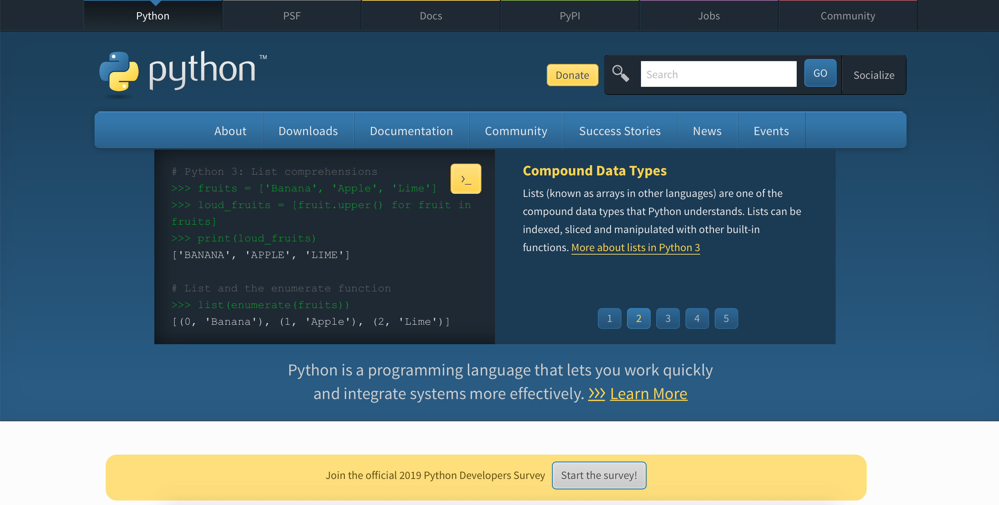 Python
PSF
Docs
PyPI
Jobs
Community
python™
Donate
Search
GO
Socialize
About
Downloads
Documentation
Community
Success Stories
News
Events
# Python 3: List comprehensions
>>> fruits = ['Banana', 'Apple', 'Lime']
>>> loud_fruits = [fruit.upper() for fruit in
fruits]
>>> print(loud_fruits)
['BANANA', 'APPLE', 'LIME']
# List and the enumerate function
>>> list(enumerate(fruits))
[(0, 'Banana'), (1, 'Apple'), (2, 'Lime')]
>_
Compound Data Types
Lists (known as arrays in other languages) are one of the
compound data types that Python understands. Lists can be
indexed, sliced and manipulated with other built-in
functions. More about lists in Python 3
1
2
3
4
5
Python is a programming language that lets you work quickly
and integrate systems more effectively. >>> Learn More
Join the official 2019 Python Developers Survey
Start the survey!